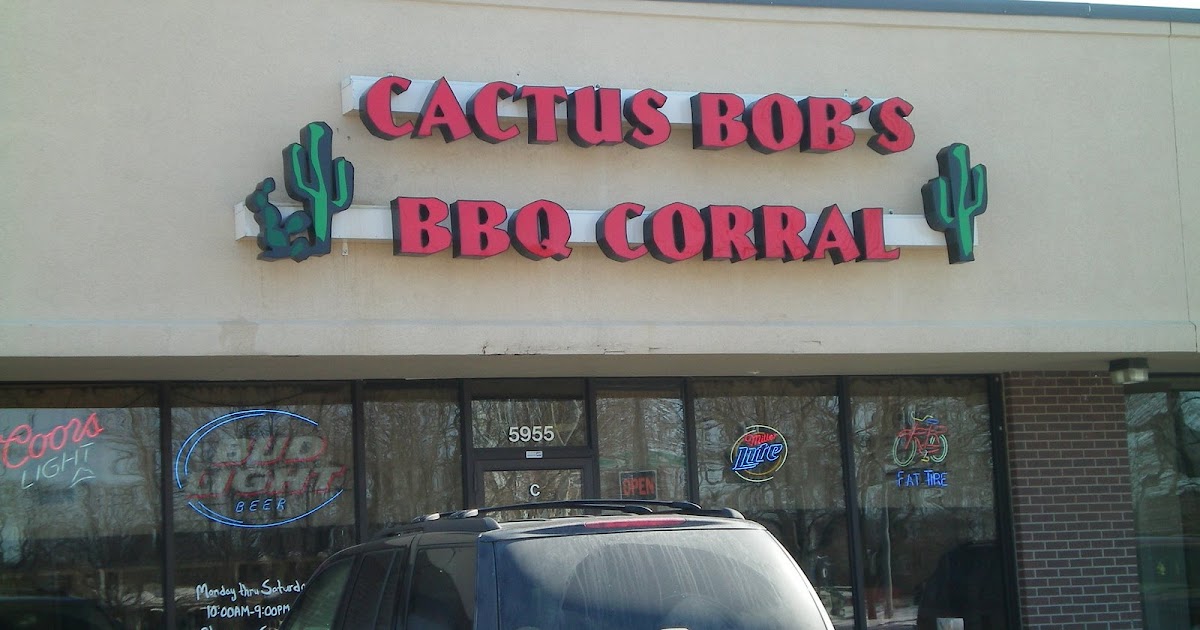 CACTUS BOB'S
BBQ CORRAL
Coors
LIGHT
BUD
LIGHT
BEER
5955
C
OPEN
Miller
Lite
FAT TIRE
Monday thru Saturday
10:00AM-9:00PM